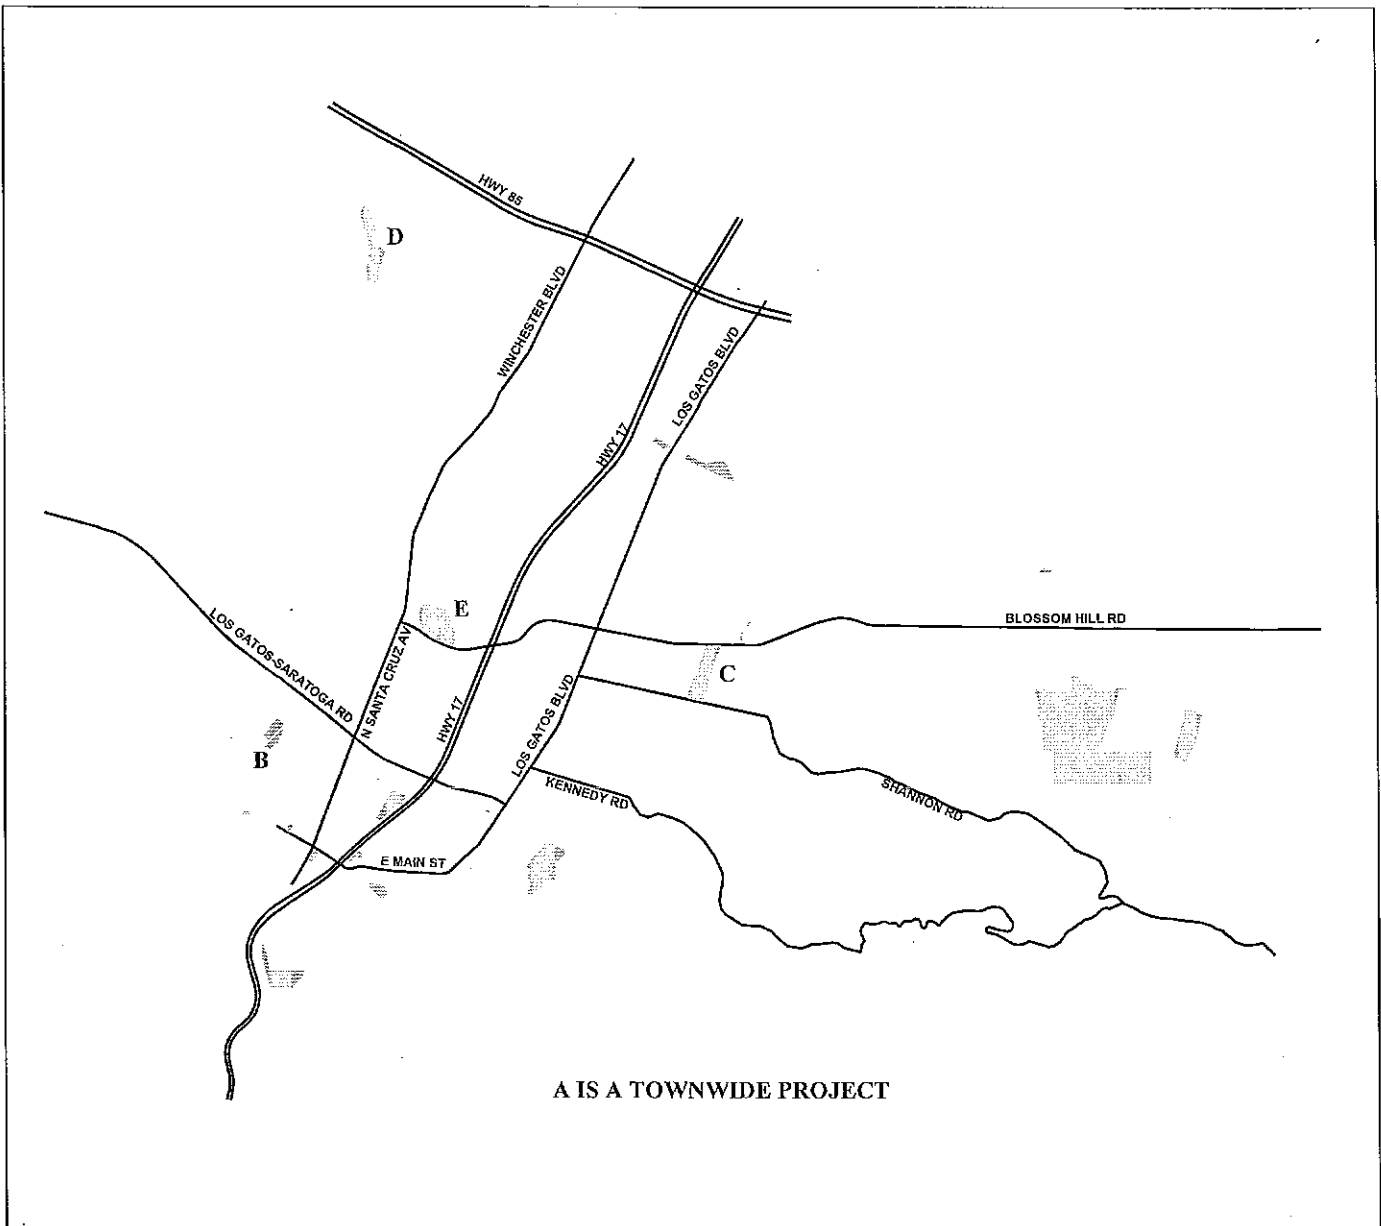 HWY 85
D
WINCHESTER BLVD
LOS GATOS BLVD
HWY 17
E
BLOSSOM HILL RD
LOS GATOS-SARATOGA RD
N SANTA CRUZ AV
C
HWY 17
LOS GATOS BLVD
B
KENNEDY RD
SHANNON RD
E MAIN ST
A IS A TOWNWIDE PROJECT